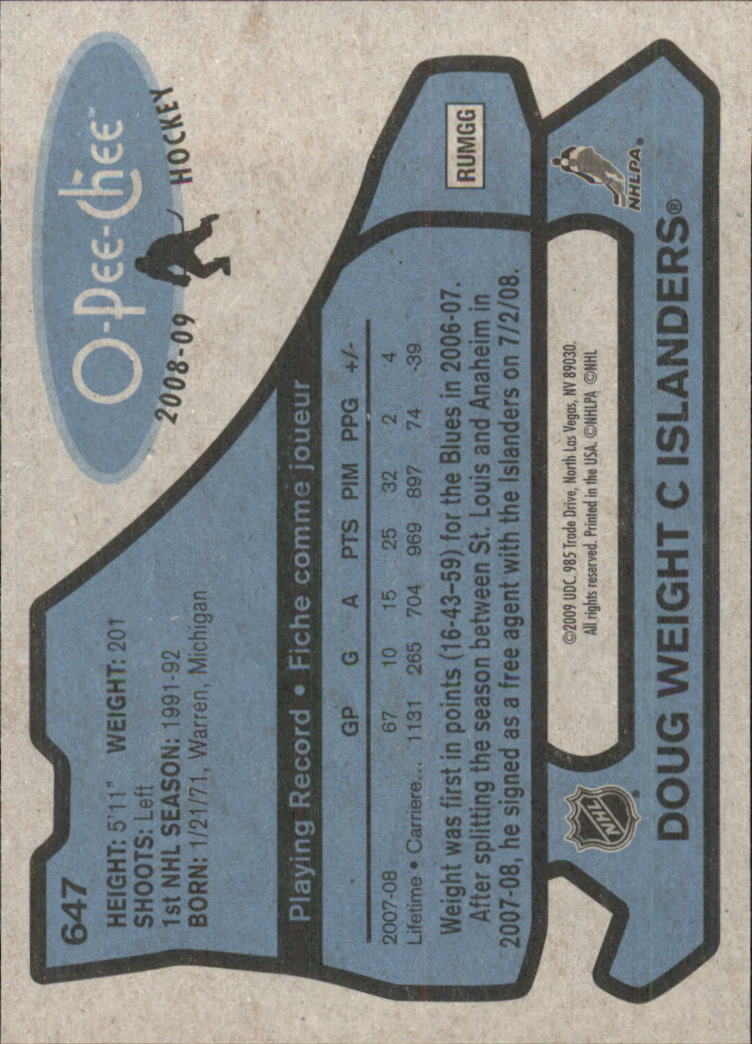 647
HEIGHT: 5'11" WEIGHT: 201
SHOOTS: Left
1st NHL SEASON: 1991-92
BORN: 1/21/71, Warren, Michigan
O-Pee-Chee™
2008-09 HOCKEY
Playing Record • Fiche comme joueur
GP G A PTS PIM PPG +/-
2007-08 67 10 15 25 32 2 4
Lifetime • Carriere... 1131 265 704 969 897 74 -39
Weight was first in points (16-43–59) for the Blues in 2006-07.
After splitting the season between St. Louis and Anaheim in
2007-08, he signed as a free agent with the Islanders on 7/2/08.
RUMGG
©2009 UDC. 985 Trade Drive, North Las Vegas, NV 89030.
All rights reserved. Printed in the USA. ©NHLPA ©NHL
NHL®
NHLPA®
DOUG WEIGHT C ISLANDERS®